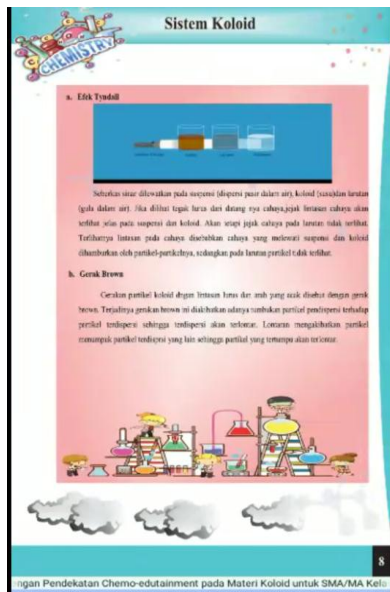 Sistem Koloid
CHEMISTRY
a. Efek Tyndall
Seberkas sinar dilewatkan pada suspensi (dispersi pasir dalam air), koloid (susu)dan larutan
(gula dalam air). Jika dilihat tegak lurus dari datang nya cahaya,jejak lintasan cahaya akan
terlihat jelas pada suspensi dan koloid. Akan tetapi jejak cahaya pada larutan tidak terlihat.
Terlihatnya lintasan pada cahaya disebabkan cahaya yang melewati suspensi dan koloid
dihamburkan oleh partikel-partikelnya, sedangkan pada larutan partikel tidak terlihat.
b. Gerak Brown
Gerakan partikel koloid dngan lintasan lurus dan arah yang acak disebut dengan gerak
brown. Terjadinya gerakan brown ini diakibatkan adanya tumbukan partikel pendispersi terhadap
partikel terdispersi sehingga terdispersi akan terlontar. Lontaran mengakibatkan partikel
menumpuk partikel terdisprsi yang lain sehingga partikel yang tertumpu akan terlontar.
8
ngan Pendekatan Chemo-edutainment pada Materi Koloid untuk SMA/MA Kela